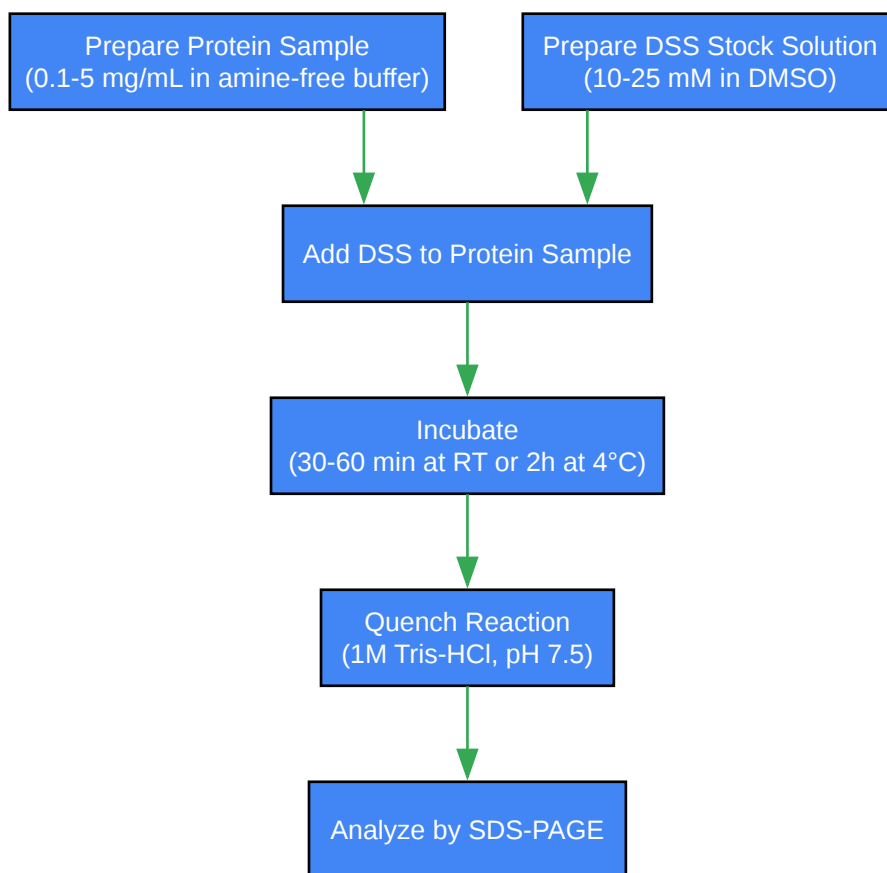 Prepare Protein Sample
(0.1-5 mg/mL in amine-free buffer)
Prepare DSS Stock Solution
(10-25 mM in DMSO)
Add DSS to Protein Sample
Incubate
(30-60 min at RT or 2h at 4°C)
Quench Reaction
(1M Tris-HCl, pH 7.5)
Analyze by SDS-PAGE